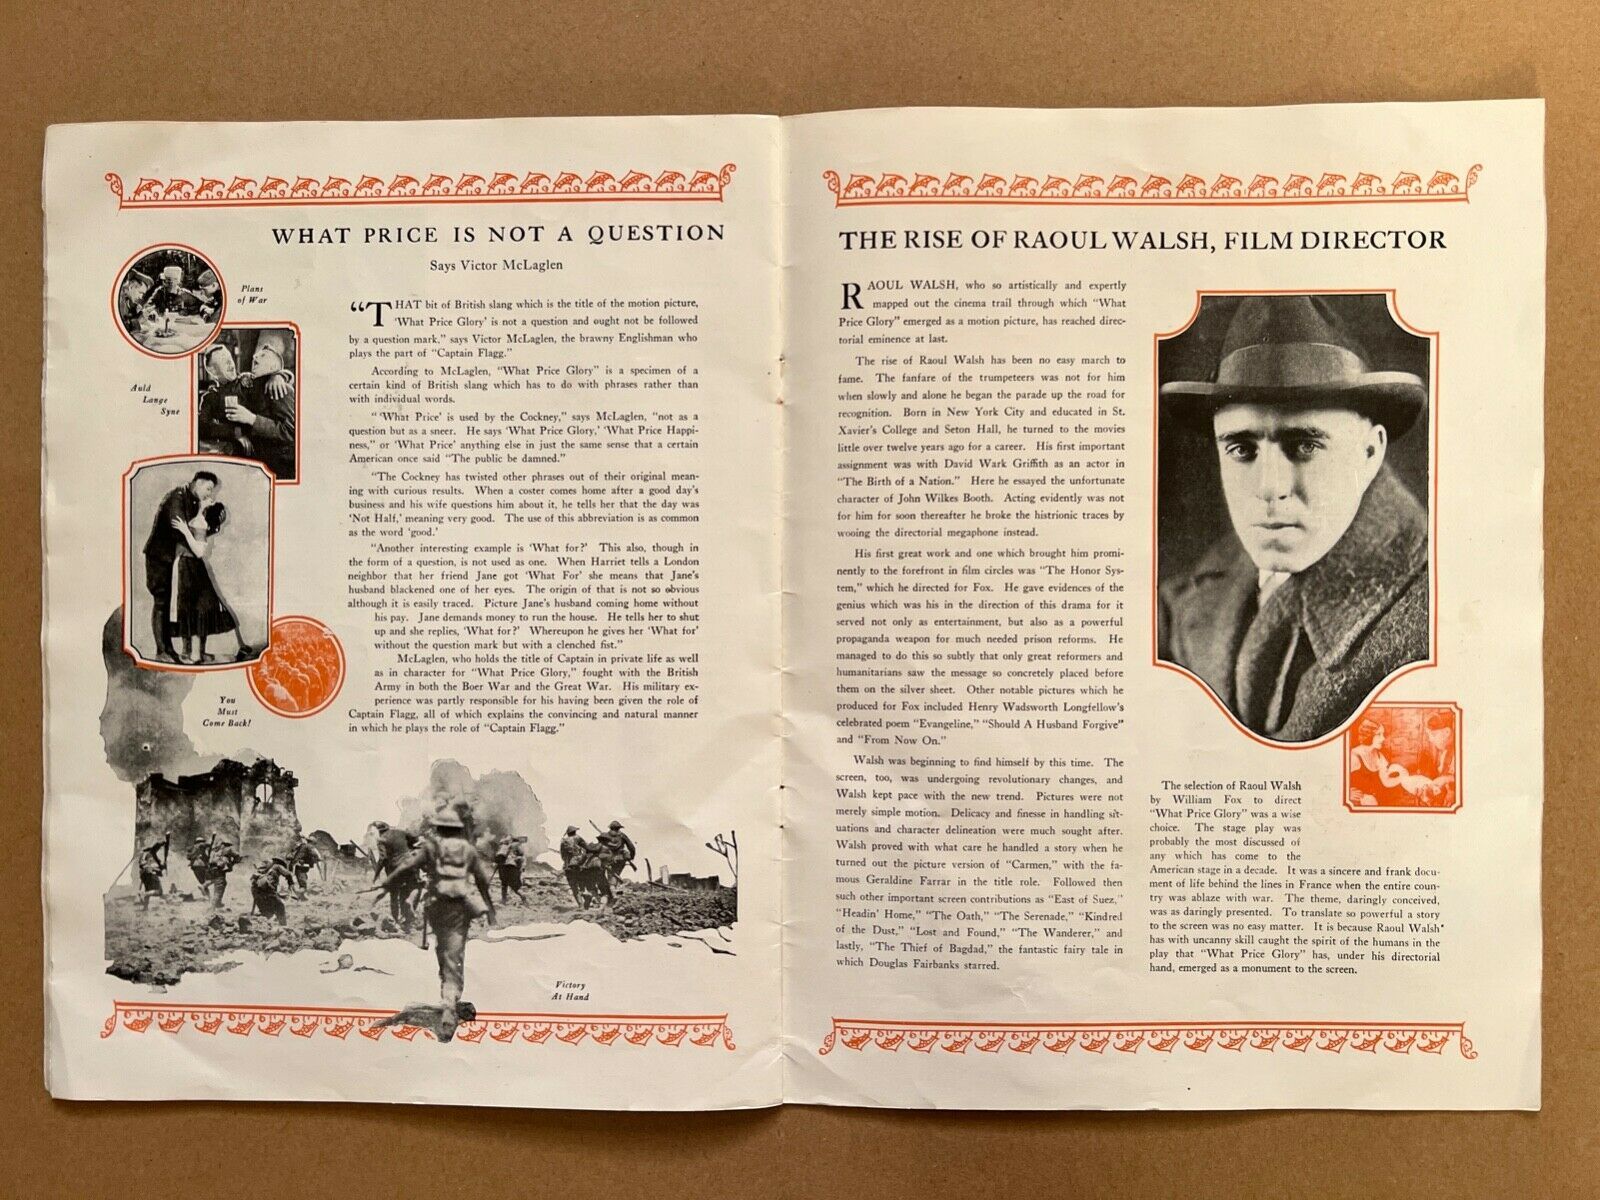 WHAT PRICE IS NOT A QUESTION
Says Victor McLaglen
Plans
of War
Auld
Lange
Syne
You
Must
Come Back!
"THAT bit of British slang which is the title of the motion picture,
'What Price Glory' is not a question and ought not be followed
by a question mark," says Victor McLaglen, the brawny Englishman who
plays the part of "Captain Flagg."
According to McLaglen, "What Price Glory" is a specimen of a
certain kind of British slang which has to do with phrases rather than
with individual words.
"'What Price' is used by the Cockney," says McLaglen, "not as a
question but as a sneer. He says 'What Price Glory,' 'What Price Happi-
ness," or 'What Price' anything else in just the same sense that a certain
American once said "The public be damned."
"The Cockney has twisted other phrases out of their original mean-
ing with curious results. When a coster comes home after a good day's
business and his wife questions him about it, he tells her that the day was
'Not Half,' meaning very good. The use of this abbreviation is as common
as the word 'good.'
"Another interesting example is 'What for?' This also, though in
the form of a question, is not used as one. When Harriet tells a London
neighbor that her friend Jane got 'What For' she means that Jane's
husband blackened one of her eyes. The origin of that is not so obvious
although it is easily traced. Picture Jane's husband coming home without
his pay. Jane demands money to run the house. He tells her to shut
up and she replies, 'What for?' Whereupon he gives her 'What for'
without the question mark but with a clenched fist."
McLaglen, who holds the title of Captain in private life as well
as in character for "What Price Glory," fought with the British
Army in both the Boer War and the Great War. His military ex-
perience was partly responsible for his having been given the role of
Captain Flagg, all of which explains the convincing and natural manner
in which he plays the role of "Captain Flagg."
Victory
At Hand
THE RISE OF RAOUL WALSH, FILM DIRECTOR
RAOUL WALSH, who so artistically and expertly
mapped out the cinema trail through which "What
Price Glory" emerged as a motion picture, has reached direc-
torial eminence at last.
The rise of Raoul Walsh has been no easy march to
fame. The fanfare of the trumpeteers was not for him
when slowly and alone he began the parade up the road for
recognition. Born in New York City and educated in St.
Xavier's College and Seton Hall, he turned to the movies
little over twelve years ago for a career. His first important
assignment was with David Wark Griffith as an actor in
"The Birth of a Nation." Here he essayed the unfortunate
character of John Wilkes Booth. Acting evidently was not
for him for soon thereafter he broke the histrionic traces by
wooing the directorial megaphone instead.
His first great work and one which brought him promi-
nently to the forefront in film circles was "The Honor Sys-
tem," which he directed for Fox. He gave evidences of the
genius which was his in the direction of this drama for it
served not only as entertainment, but also as a powerful
propaganda weapon for much needed prison reforms. He
managed to do this so subtly that only great reformers and
humanitarians saw the message so concretely placed before
them on the silver sheet. Other notable pictures which he
produced for Fox included Henry Wadsworth Longfellow's
celebrated poem "Evangeline," "Should A Husband Forgive"
and "From Now On."
Walsh was beginning to find himself by this time. The
screen, too, was undergoing revolutionary changes, and
Walsh kept pace with the new trend. Pictures were not
merely simple motion. Delicacy and finesse in handling sit-
uations and character delineation were much sought after.
Walsh proved with what care he handled a story when he
turned out the picture version of "Carmen," with the fa-
mous Geraldine Farrar in the title role. Followed then
such other important screen contributions as "East of Suez,"
"Headin' Home," "The Oath," "The Serenade," "Kindred
of the Dust," "Lost and Found," "The Wanderer," and
lastly, "The Thief of Bagdad," the fantastic fairy tale in
which Douglas Fairbanks starred.
The selection of Raoul Walsh
by William Fox to direct
"What Price Glory" was a wise
choice. The stage play was
probably the most discussed of
any which has come to the
American stage in a decade. It was a sincere and frank docu-
ment of life behind the lines in France when the entire coun-
try was ablaze with war. The theme, daringly conceived,
was as daringly presented. To translate so powerful a story
to the screen was no easy matter. It is because Raoul Walsh
has with uncanny skill caught the spirit of the humans in the
play that "What Price Glory" has, under his directorial
hand, emerged as a monument to the screen.